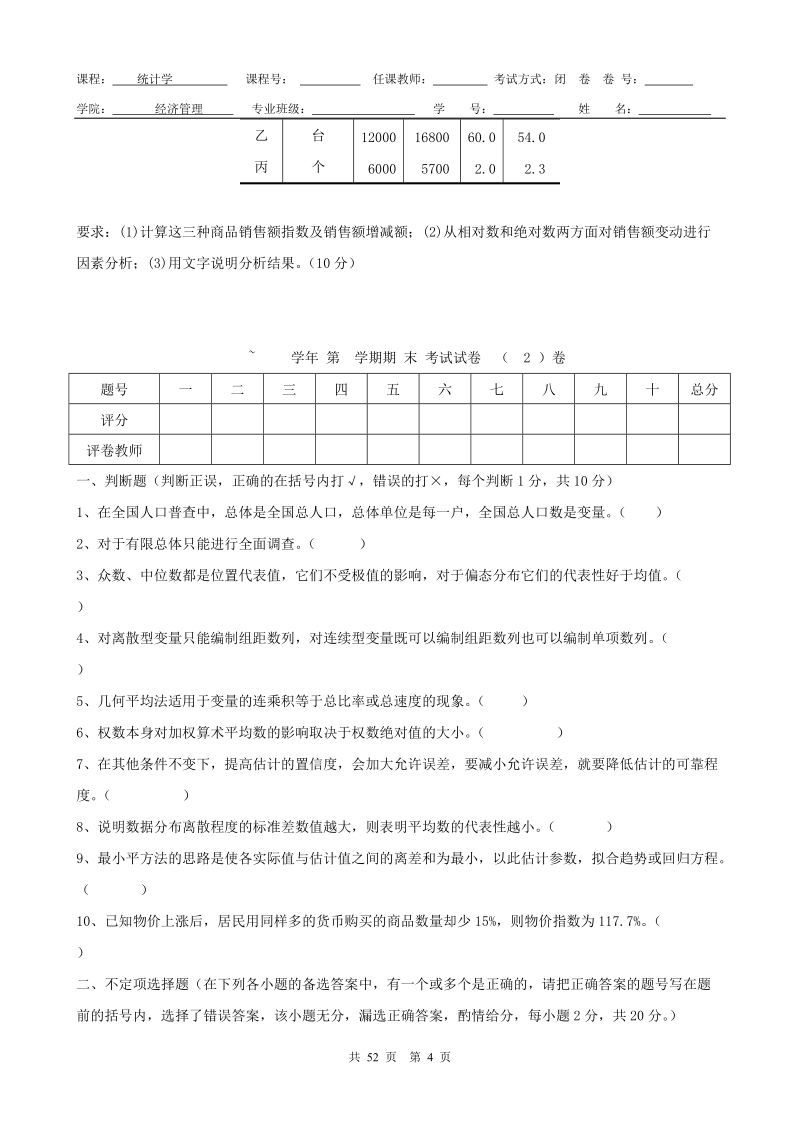 课程： 统计学 课程号： 任课教师： 考试方式：闭 卷 卷 号：
学院： 经济管理 专业班级： 学 号： 姓 名：
乙 台 12000 16800 60.0 54.0
丙 个 6000 5700 2.0 2.3
要求：(1)计算这三种商品销售额指数及销售额增减额；(2)从相对数和绝对数两方面对销售额变动进行
因素分析；(3)用文字说明分析结果。（10 分）
~ 学年 第 学期期 末 考试试卷 （ 2 ）卷
题号 一 二 三 四 五 六 七 八 九 十 总分
评分
评卷教师
一、判断题（判断正误，正确的在括号内打√，错误的打×，每个判断 1 分，共 10 分）
1、在全国人口普查中，总体是全国总人口，总体单位是每一户，全国总人口数是变量。（ ）
2、对于有限总体只能进行全面调查。（ ）
3、众数、中位数都是位置代表值，它们不受极值的影响，对于偏态分布它们的代表性好于均值。（
）
4、对离散型变量只能编制组距数列，对连续型变量既可以编制组距数列也可以编制单项数列。（
）
5、几何平均法适用于变量的连乘积等于总比率或总速度的现象。（ ）
6、权数本身对加权算术平均数的影响取决于权数绝对值的大小。（ ）
7、在其他条件不变下，提高估计的置信度，会加大允许误差，要减小允许误差，就要降低估计的可靠程
度。（ ）
8、说明数据分布离散程度的标准差数值越大，则表明平均数的代表性越小。（ ）
9、最小平方法的思路是使各实际值与估计值之间的离差和为最小，以此估计参数，拟合趋势或回归方程。
（ ）
10、已知物价上涨后，居民用同样多的货币购买的商品数量却少 15%，则物价指数为 117.7%。（
）
二、不定项选择题（在下列各小题的备选答案中，有一个或多个是正确的，请把正确答案的题号写在题
前的括号内，选择了错误答案，该小题无分，漏选正确答案，酌情给分，每小题 2 分，共 20 分。）
共 52 页 第 4 页